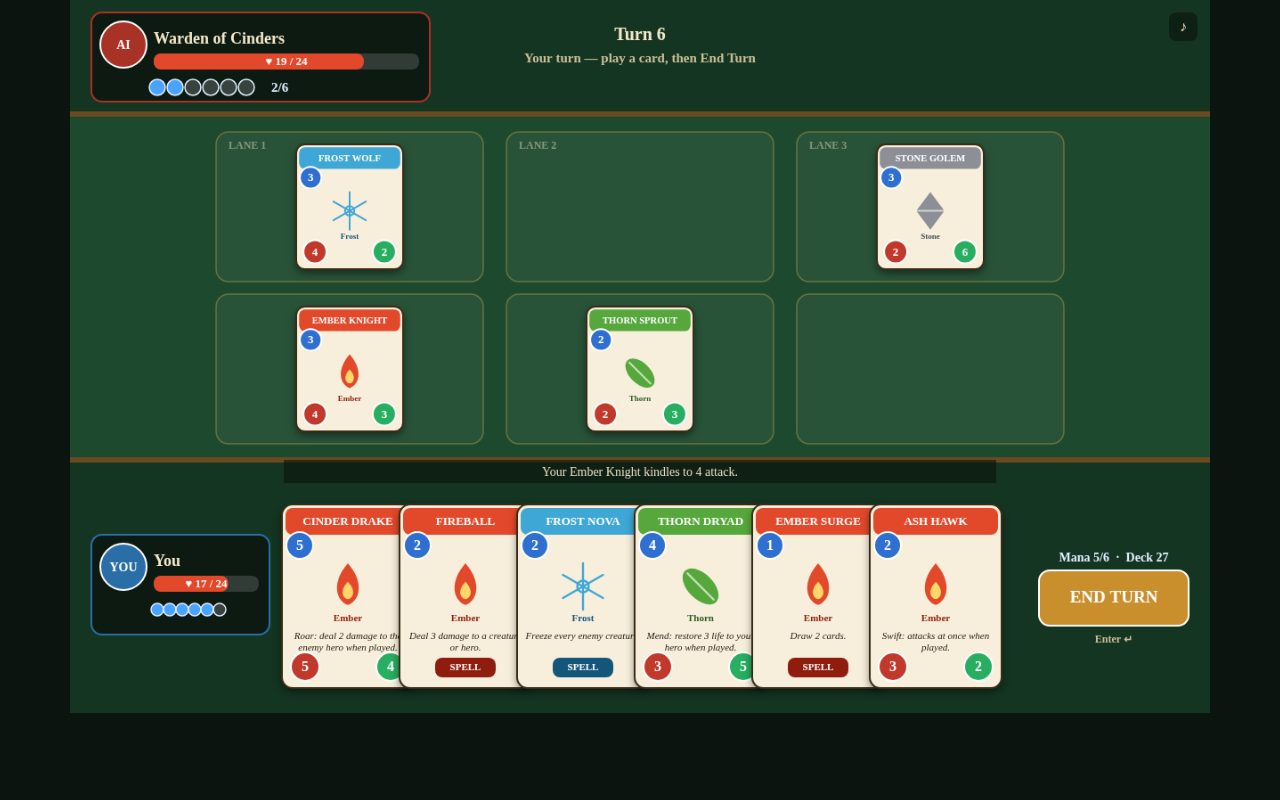 AI
Warden of Cinders
♥ 19 / 24
2/6
Turn 6
Your turn — play a card, then End Turn
♪
LANE 1
FROST WOLF
3
Frost
4
2
LANE 2
LANE 3
STONE GOLEM
3
Stone
2
6
EMBER KNIGHT
3
Ember
4
3
THORN SPROUT
2
Thorn
2
3
Your Ember Knight kindles to 4 attack.
YOU
You
♥ 17 / 24
CINDER DRAKE
5
Ember
Roar: deal 2 damage to the
enemy hero when played.
5
4
FIREBALL
2
Ember
Deal 3 damage to a creature
or hero.
SPELL
FROST NOVA
2
Frost
Freeze every enemy creature
SPELL
THORN DRYAD
4
Thorn
Mend: restore 3 life to your
hero when played.
3
5
EMBER SURGE
1
Ember
Draw 2 cards.
SPELL
ASH HAWK
2
Ember
Swift: attacks at once when
played.
3
2
Mana 5/6 · Deck 27
END TURN
Enter ↵